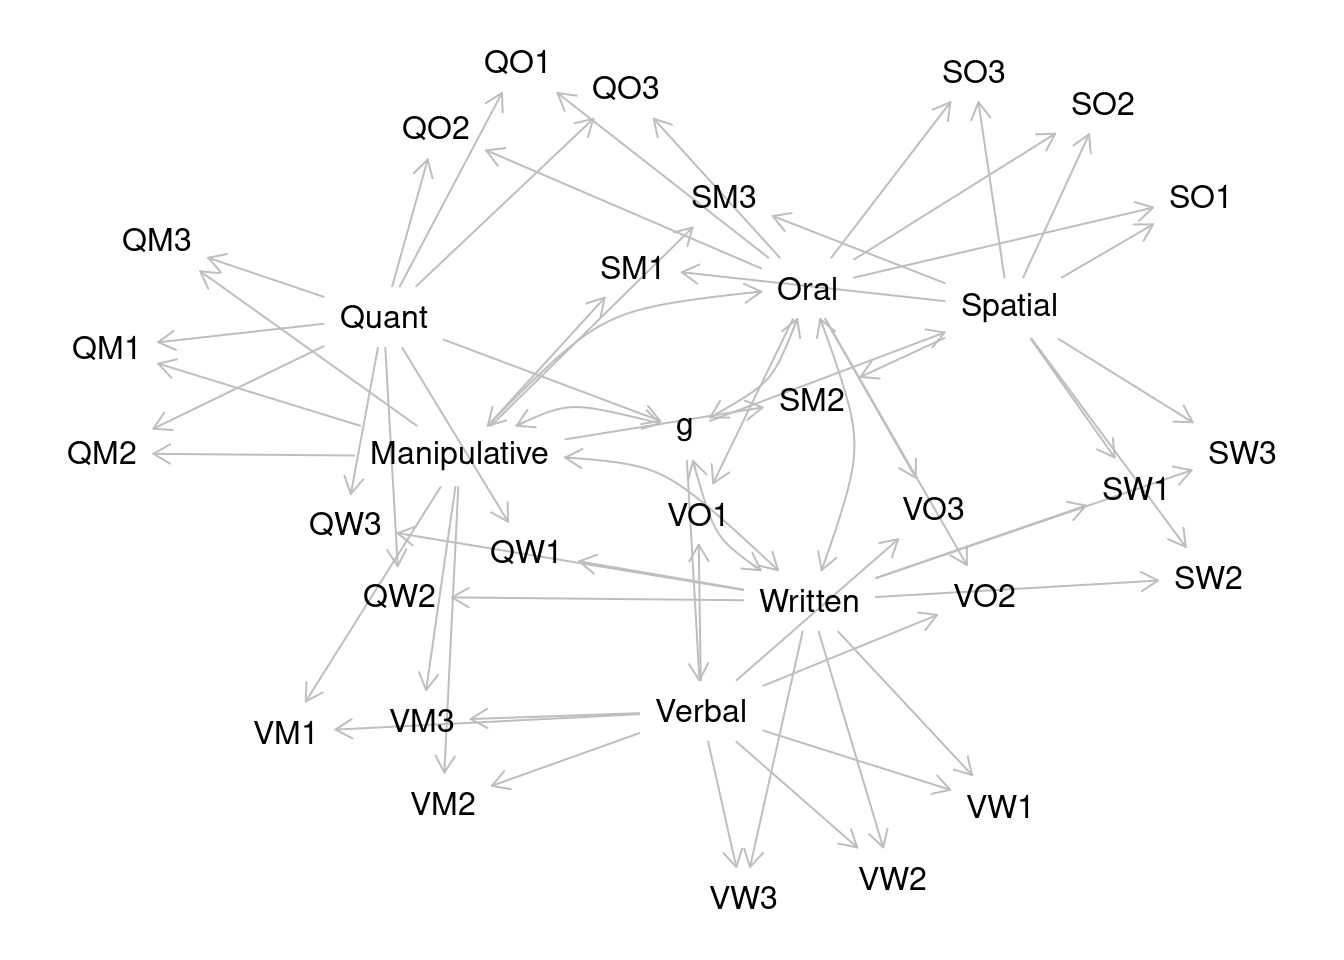 QO1
SO3
QO3
SO2
QO2
SM3
SO1
QM3
SM1
Oral
Spatial
Quant
QM1
SM2
g
QM2
Manipulative
SW3
SW1
VO3
VO1
QW3
QW1
SW2
QW2
VO2
Written
Verbal
VM3
VM1
VM2
VW1
VW2
VW3